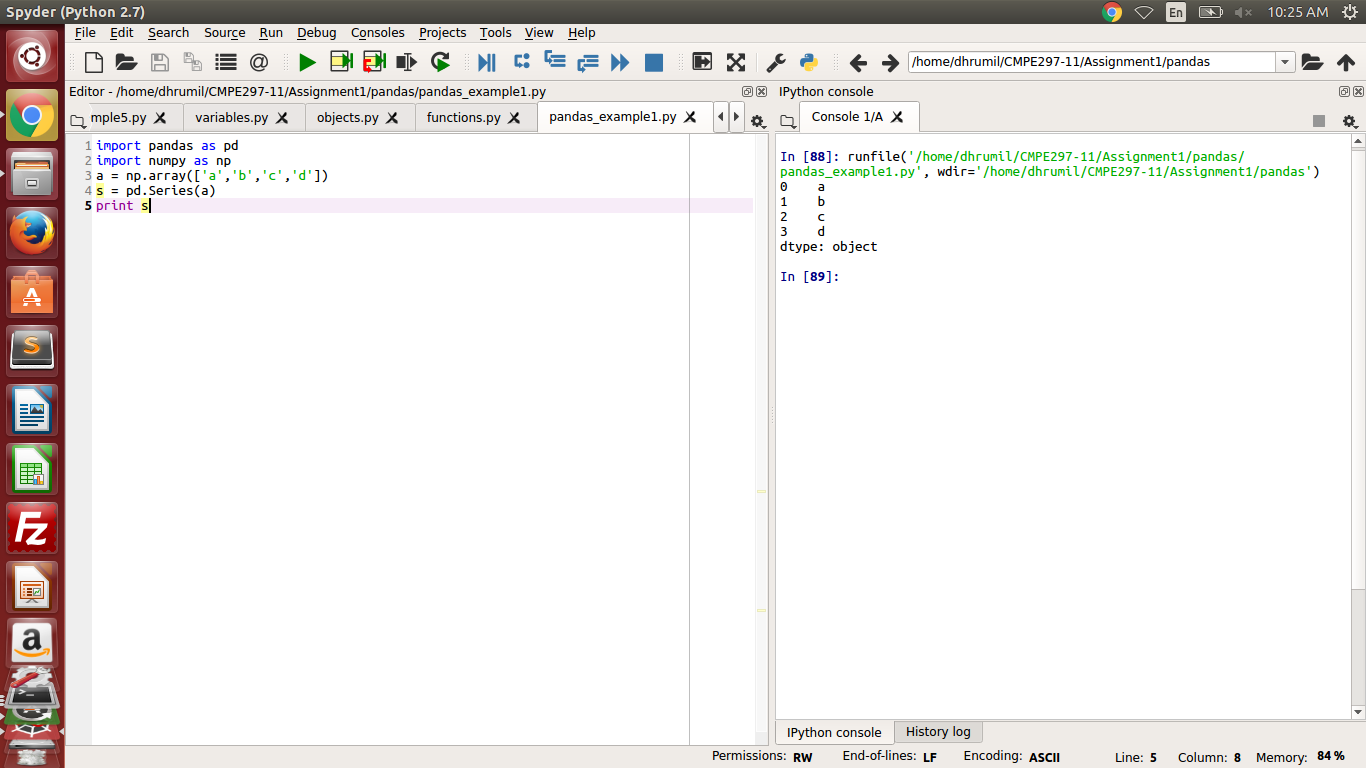 Spyder (Python 2.7)
En
10:25 AM
File Edit Search Source Run Debug Consoles Projects Tools View Help
/home/dhrumil/CMPE297-11/Assignment1/pandas
Editor - /home/dhrumil/CMPE297-11/Assignment1/pandas/pandas_example1.py
mple5.py variables.py objects.py functions.py pandas_example1.py
1 import pandas as pd
2 import numpy as np
3 a = np.array(['a','b','c','d'])
4 s = pd.Series(a)
5 print s
IPython console
Console 1/A
In [88]: runfile('/home/dhrumil/CMPE297-11/Assignment1/pandas/
pandas_example1.py', wdir='/home/dhrumil/CMPE297-11/Assignment1/pandas')
0    a
1    b
2    c
3    d
dtype: object
In [89]:
IPython console History log
Permissions: RW End-of-lines: LF Encoding: ASCII Line: 5 Column: 8 Memory: 84 %